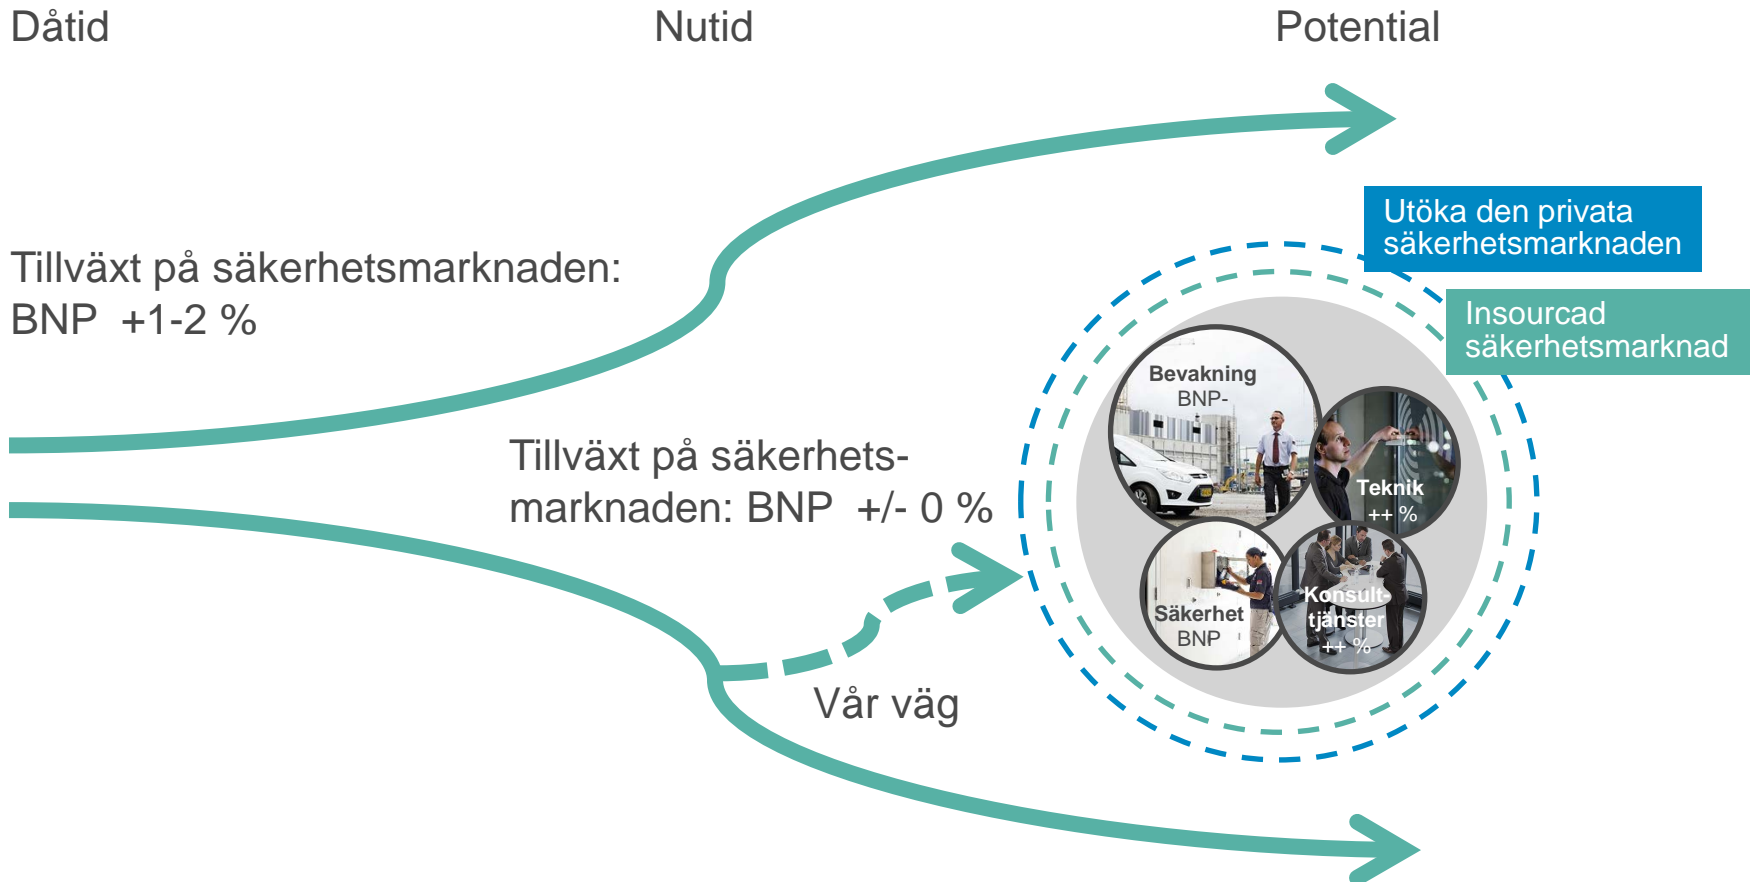 Dåtid
Nutid
Potential
Utöka den privata
säkerhetsmarknaden
Tillväxt på säkerhetsmarknaden:
BNP +1-2 %
Insourcad
säkerhetsmarknad
Bevakning
BNP-
Tillväxt på säkerhets-
marknaden: BNP +/- 0 %
Teknik
++ %
Säkerhet
BNP
Konsult-
tjänster
++ %
Vår väg